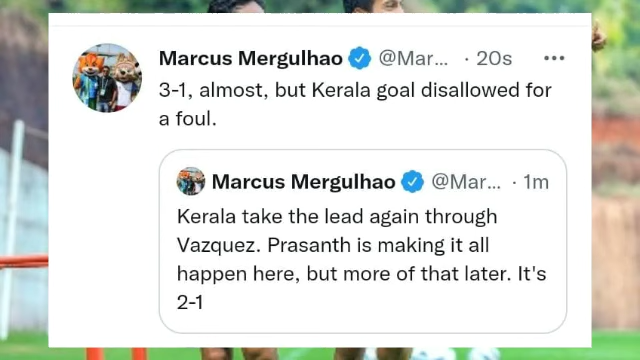 Marcus Mergulhao @Mar... · 20s ...
3-1, almost, but Kerala goal disallowed for
a foul.
Marcus Mergulhao @Mar... · 1m
Kerala take the lead again through
Vazquez. Prasanth is making it all
happen here, but more of that later. It's
2-1